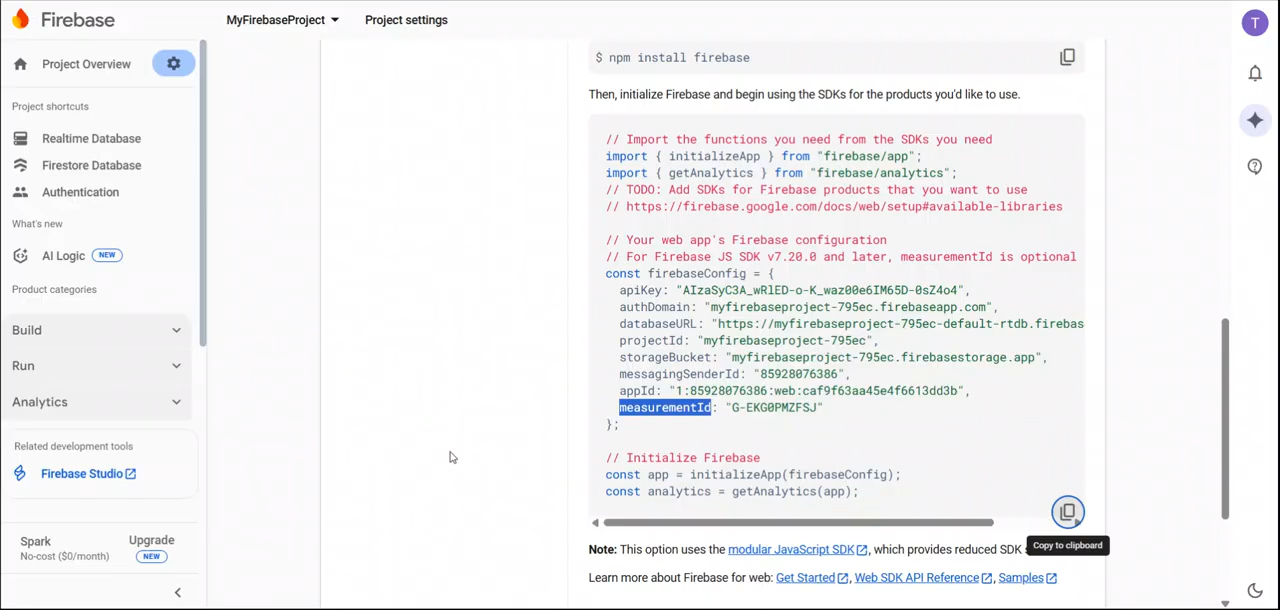 Firebase
MyFirebaseProject
Project settings
T
Project Overview
Project shortcuts
Realtime Database
Firestore Database
Authentication
What's new
AI Logic NEW
Product categories
Build
Run
Analytics
Related development tools
Firebase Studio
Spark
No-cost ($0/month)
Upgrade
NEW
$ npm install firebase
Then, initialize Firebase and begin using the SDKs for the products you'd like to use.
// Import the functions you need from the SDKs you need
import { initializeApp } from "firebase/app";
import { getAnalytics } from "firebase/analytics";
// TODO: Add SDKs for Firebase products that you want to use
// https://firebase.google.com/docs/web/setup#available-libraries
// Your web app's Firebase configuration
// For Firebase JS SDK v7.20.0 and later, measurementId is optional
const firebaseConfig = {
apiKey: "AIzaSyC3A_wRlED-o-K_waz00e6IM65D-0sZ4o4",
authDomain: "myfirebaseproject-795ec.firebaseapp.com",
databaseURL: "https://myfirebaseproject-795ec-default-rtdb.firebas
projectId: "myfirebaseproject-795ec",
storageBucket: "myfirebaseproject-795ec.firebasestorage.app",
messagingSenderId: "85928076386",
appId: "1:85928076386:web:caf9f63aa45e4f6613dd3b",
measurementId: "G-EKG0PMZFSJ"
};
// Initialize Firebase
const app = initializeApp(firebaseConfig);
const analytics = getAnalytics(app);
Note: This option uses the modular JavaScript SDK, which provides reduced SDK
Copy to clipboard
Learn more about Firebase for web: Get Started, Web SDK API Reference, Samples